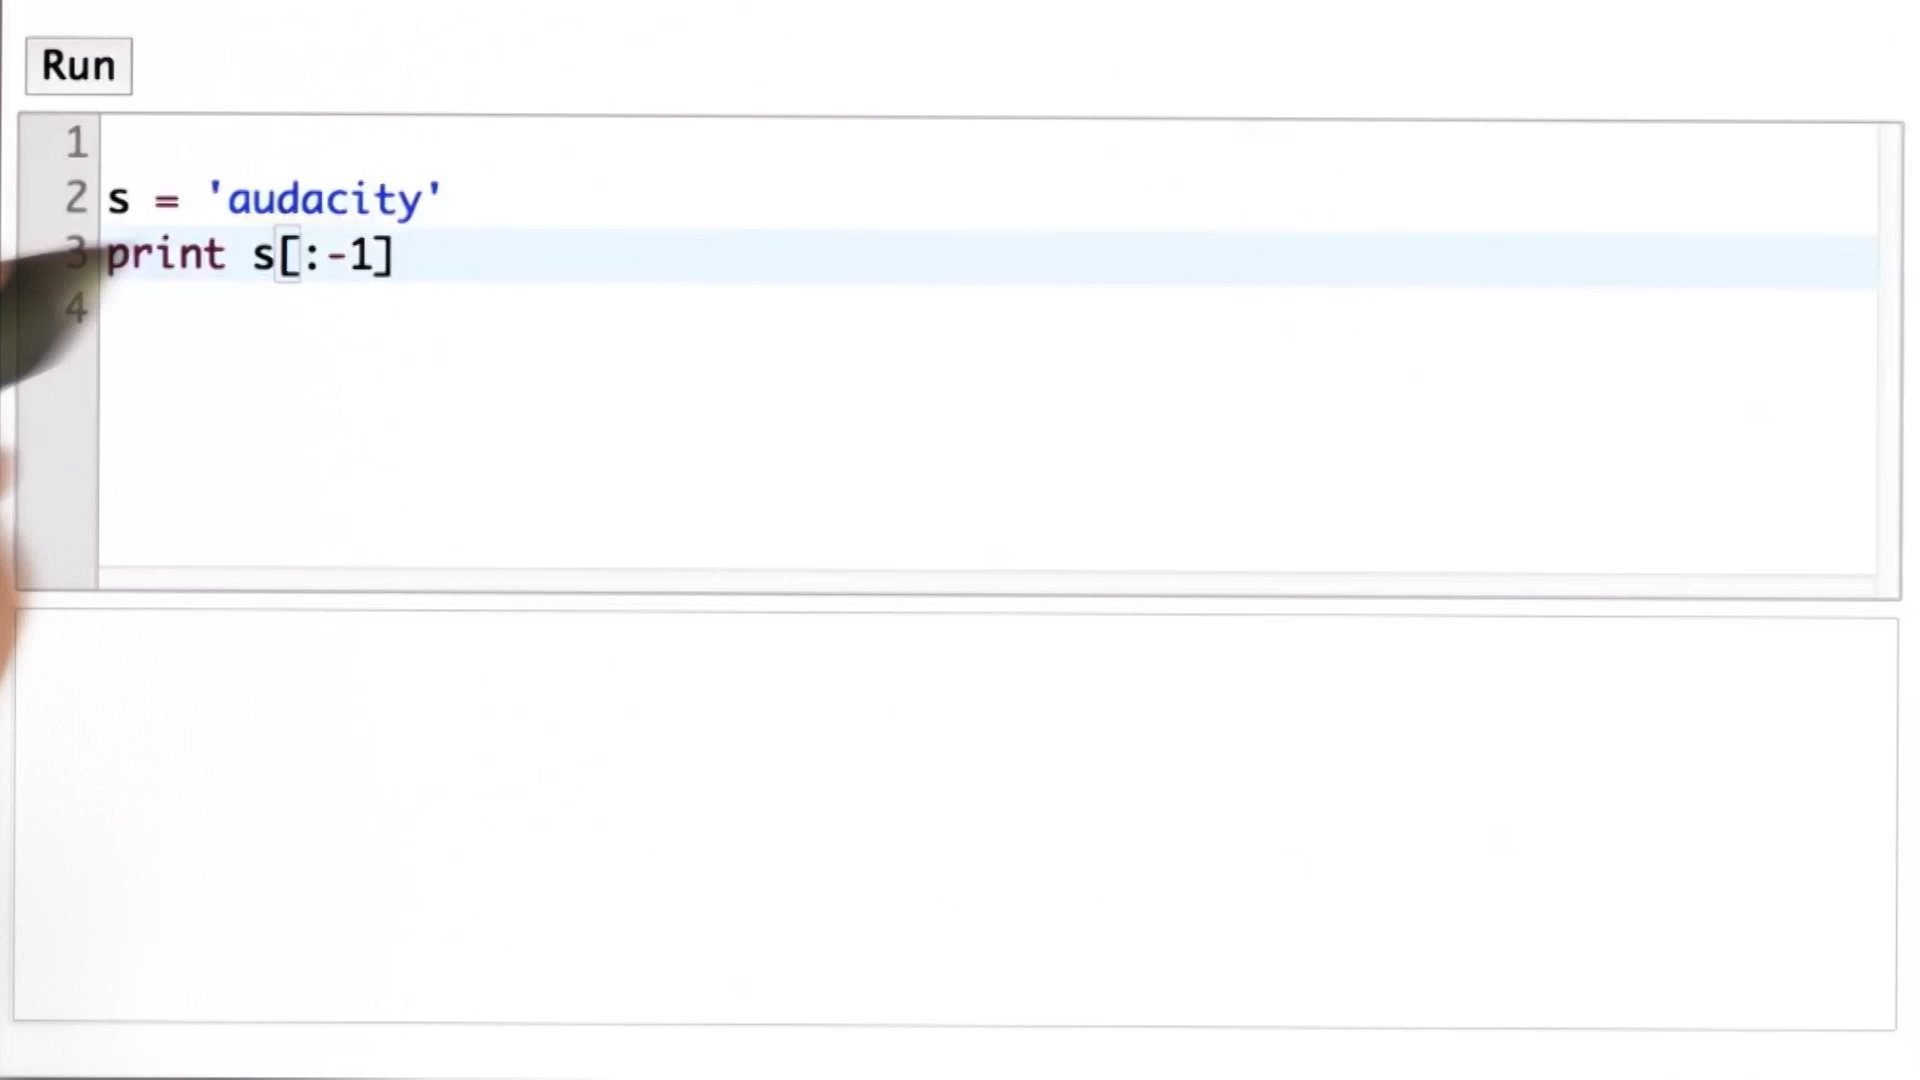 Run
1
2 s = 'audacity'
3 print s[:-1]
4